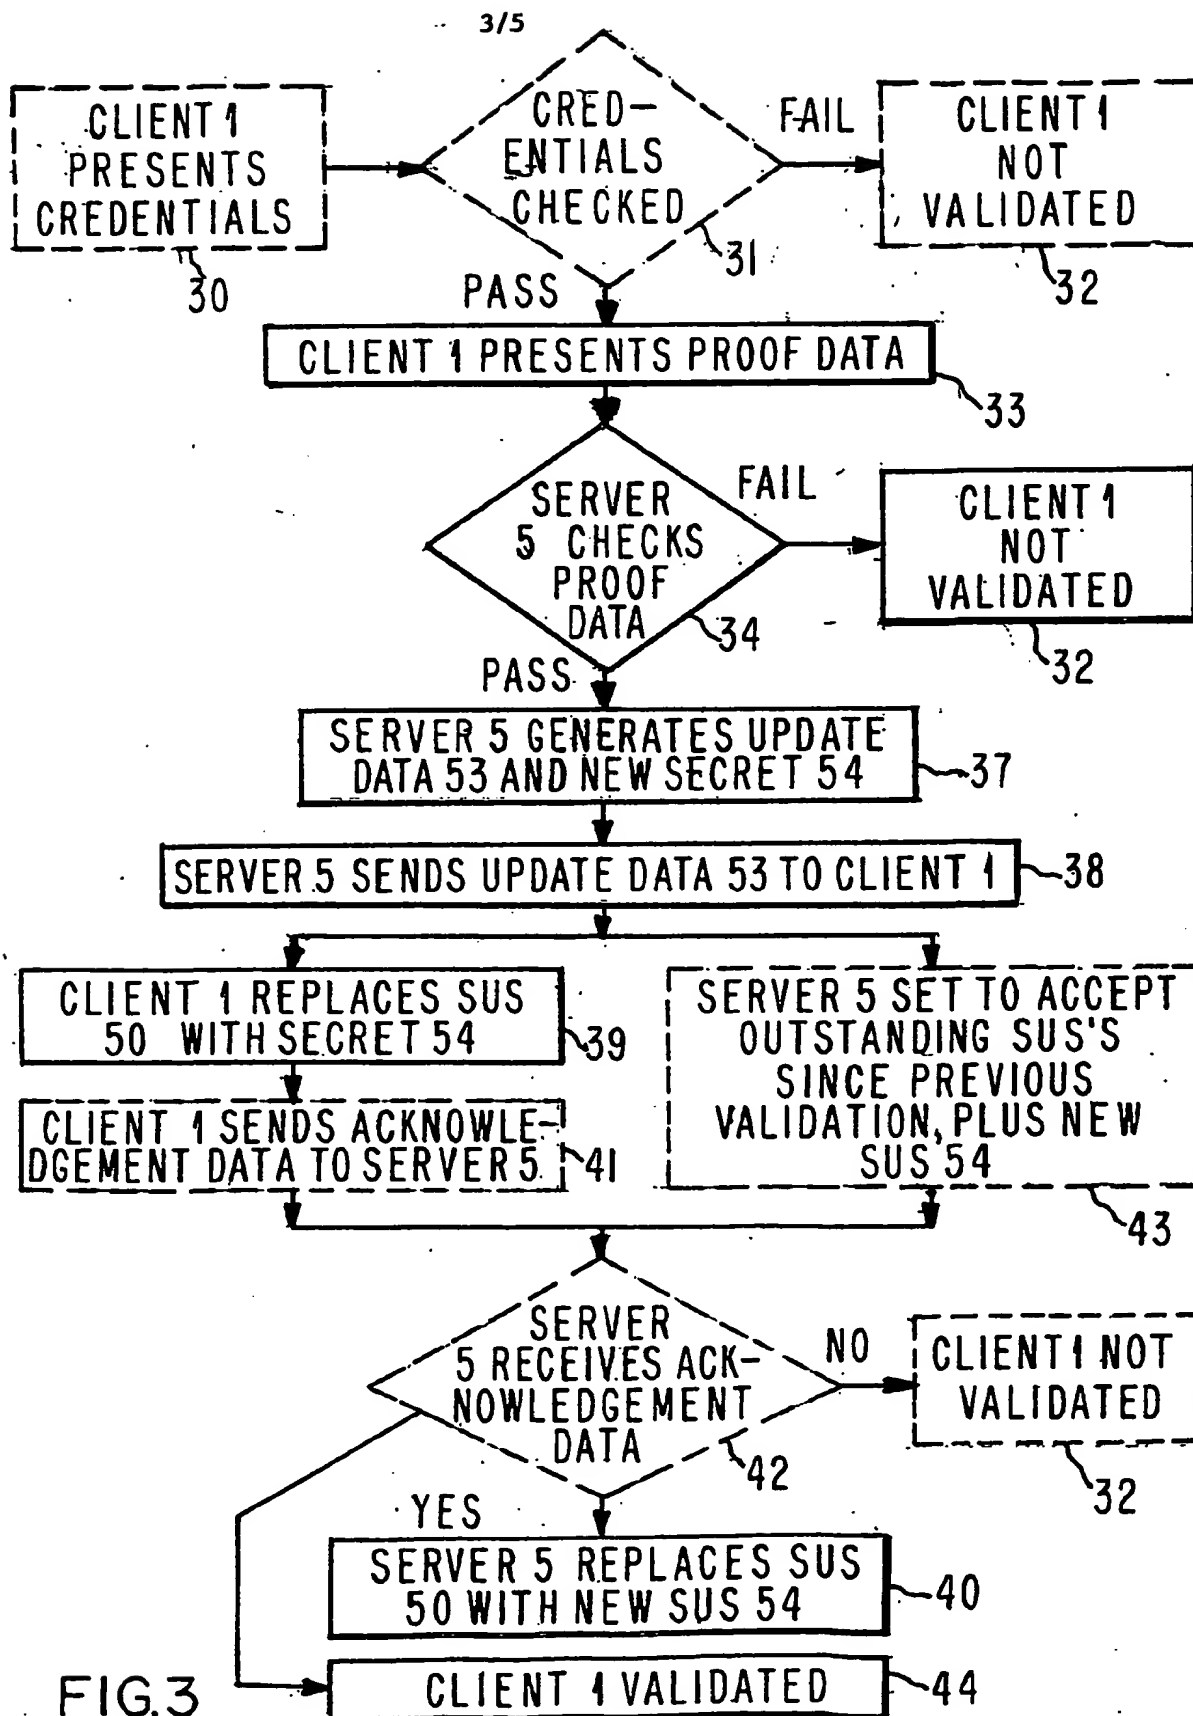 3/5
CLIENT 1
PRESENTS
CREDENTIALS
30
CRED-
ENTIALS
CHECKED
31
FAIL
CLIENT 1
NOT
VALIDATED
32
PASS
CLIENT 1 PRESENTS PROOF DATA
33
SERVER
5 CHECKS
PROOF
DATA
34
FAIL
CLIENT 1
NOT
VALIDATED
32
PASS
SERVER 5 GENERATES UPDATE
DATA 53 AND NEW SECRET 54
37
SERVER 5 SENDS UPDATE DATA 53 TO CLIENT 1
38
CLIENT 1 REPLACES SUS
50 WITH SECRET 54
39
CLIENT 1 SENDS ACKNOWLE-
DGEMENT DATA TO SERVER 5
41
SERVER 5 SET TO ACCEPT
OUTSTANDING SUS'S
SINCE PREVIOUS
VALIDATION, PLUS NEW
SUS 54
43
SERVER
5 RECEIVES ACK-
NOWLEDGEMENT
DATA
42
NO
CLIENT 1 NOT
VALIDATED
32
YES
SERVER 5 REPLACES SUS
50 WITH NEW SUS 54
40
CLIENT 1 VALIDATED
44
FIG.3